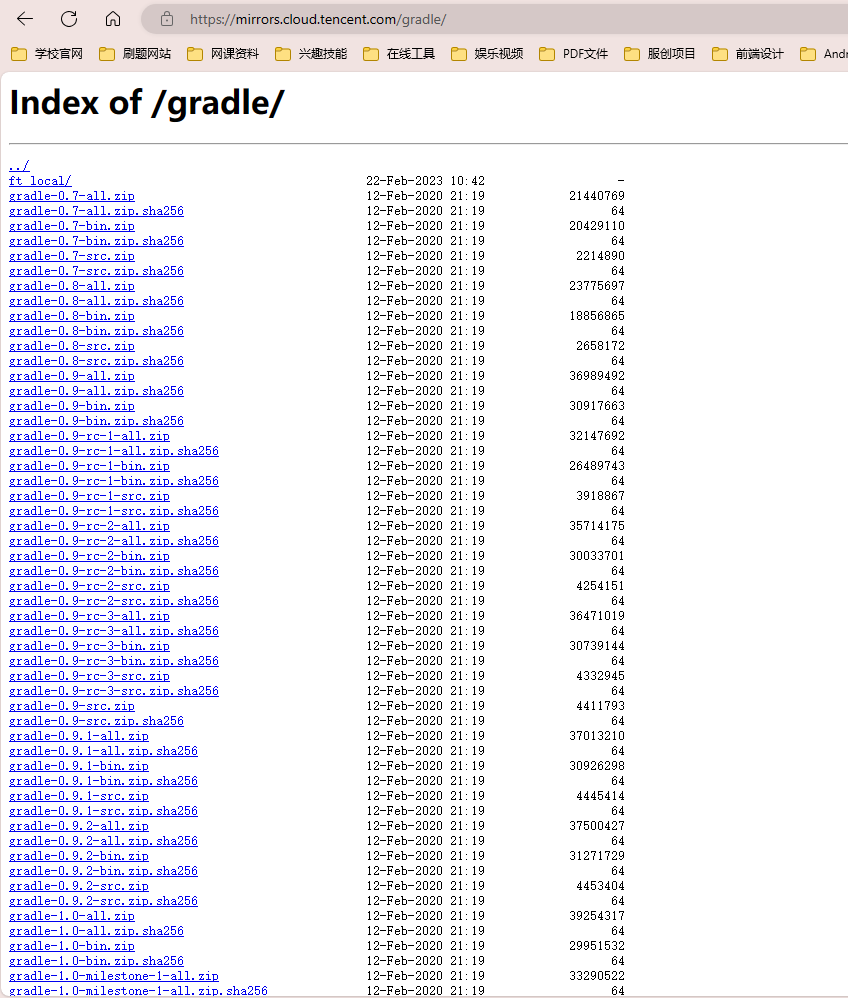 https://mirrors.cloud.tencent.com/gradle/
学校官网 刷题网站 网课资料 兴趣技能 在线工具 娱乐视频 PDF文件 服创项目 前端设计 Andr
Index of /gradle/
../
ft_local/ 22-Feb-2023 10:42 -
gradle-0.7-all.zip 12-Feb-2020 21:19 21440769
gradle-0.7-all.zip.sha256 12-Feb-2020 21:19 64
gradle-0.7-bin.zip 12-Feb-2020 21:19 20429110
gradle-0.7-bin.zip.sha256 12-Feb-2020 21:19 64
gradle-0.7-src.zip 12-Feb-2020 21:19 2214890
gradle-0.7-src.zip.sha256 12-Feb-2020 21:19 64
gradle-0.8-all.zip 12-Feb-2020 21:19 23775697
gradle-0.8-all.zip.sha256 12-Feb-2020 21:19 64
gradle-0.8-bin.zip 12-Feb-2020 21:19 18856865
gradle-0.8-bin.zip.sha256 12-Feb-2020 21:19 64
gradle-0.8-src.zip 12-Feb-2020 21:19 2658172
gradle-0.8-src.zip.sha256 12-Feb-2020 21:19 64
gradle-0.9-all.zip 12-Feb-2020 21:19 36989492
gradle-0.9-all.zip.sha256 12-Feb-2020 21:19 64
gradle-0.9-bin.zip 12-Feb-2020 21:19 30917663
gradle-0.9-bin.zip.sha256 12-Feb-2020 21:19 64
gradle-0.9-rc-1-all.zip 12-Feb-2020 21:19 32147692
gradle-0.9-rc-1-all.zip.sha256 12-Feb-2020 21:19 64
gradle-0.9-rc-1-bin.zip 12-Feb-2020 21:19 26489743
gradle-0.9-rc-1-bin.zip.sha256 12-Feb-2020 21:19 64
gradle-0.9-rc-1-src.zip 12-Feb-2020 21:19 3918867
gradle-0.9-rc-1-src.zip.sha256 12-Feb-2020 21:19 64
gradle-0.9-rc-2-all.zip 12-Feb-2020 21:19 35714175
gradle-0.9-rc-2-all.zip.sha256 12-Feb-2020 21:19 64
gradle-0.9-rc-2-bin.zip 12-Feb-2020 21:19 30033701
gradle-0.9-rc-2-bin.zip.sha256 12-Feb-2020 21:19 64
gradle-0.9-rc-2-src.zip 12-Feb-2020 21:19 4254151
gradle-0.9-rc-2-src.zip.sha256 12-Feb-2020 21:19 64
gradle-0.9-rc-3-all.zip 12-Feb-2020 21:19 36471019
gradle-0.9-rc-3-all.zip.sha256 12-Feb-2020 21:19 64
gradle-0.9-rc-3-bin.zip 12-Feb-2020 21:19 30739144
gradle-0.9-rc-3-bin.zip.sha256 12-Feb-2020 21:19 64
gradle-0.9-rc-3-src.zip 12-Feb-2020 21:19 4332945
gradle-0.9-rc-3-src.zip.sha256 12-Feb-2020 21:19 64
gradle-0.9-src.zip 12-Feb-2020 21:19 4411793
gradle-0.9-src.zip.sha256 12-Feb-2020 21:19 64
gradle-0.9.1-all.zip 12-Feb-2020 21:19 37013210
gradle-0.9.1-all.zip.sha256 12-Feb-2020 21:19 64
gradle-0.9.1-bin.zip 12-Feb-2020 21:19 30926298
gradle-0.9.1-bin.zip.sha256 12-Feb-2020 21:19 64
gradle-0.9.1-src.zip 12-Feb-2020 21:19 4445414
gradle-0.9.1-src.zip.sha256 12-Feb-2020 21:19 64
gradle-0.9.2-all.zip 12-Feb-2020 21:19 37500427
gradle-0.9.2-all.zip.sha256 12-Feb-2020 21:19 64
gradle-0.9.2-bin.zip 12-Feb-2020 21:19 31271729
gradle-0.9.2-bin.zip.sha256 12-Feb-2020 21:19 64
gradle-0.9.2-src.zip 12-Feb-2020 21:19 4453404
gradle-0.9.2-src.zip.sha256 12-Feb-2020 21:19 64
gradle-1.0-all.zip 12-Feb-2020 21:19 39254317
gradle-1.0-all.zip.sha256 12-Feb-2020 21:19 64
gradle-1.0-bin.zip 12-Feb-2020 21:19 29951532
gradle-1.0-bin.zip.sha256 12-Feb-2020 21:19 64
gradle-1.0-milestone-1-all.zip 12-Feb-2020 21:19 33290522
gradle-1.0-milestone-1-all.zip.sha256 12-Feb-2020 21:19 64